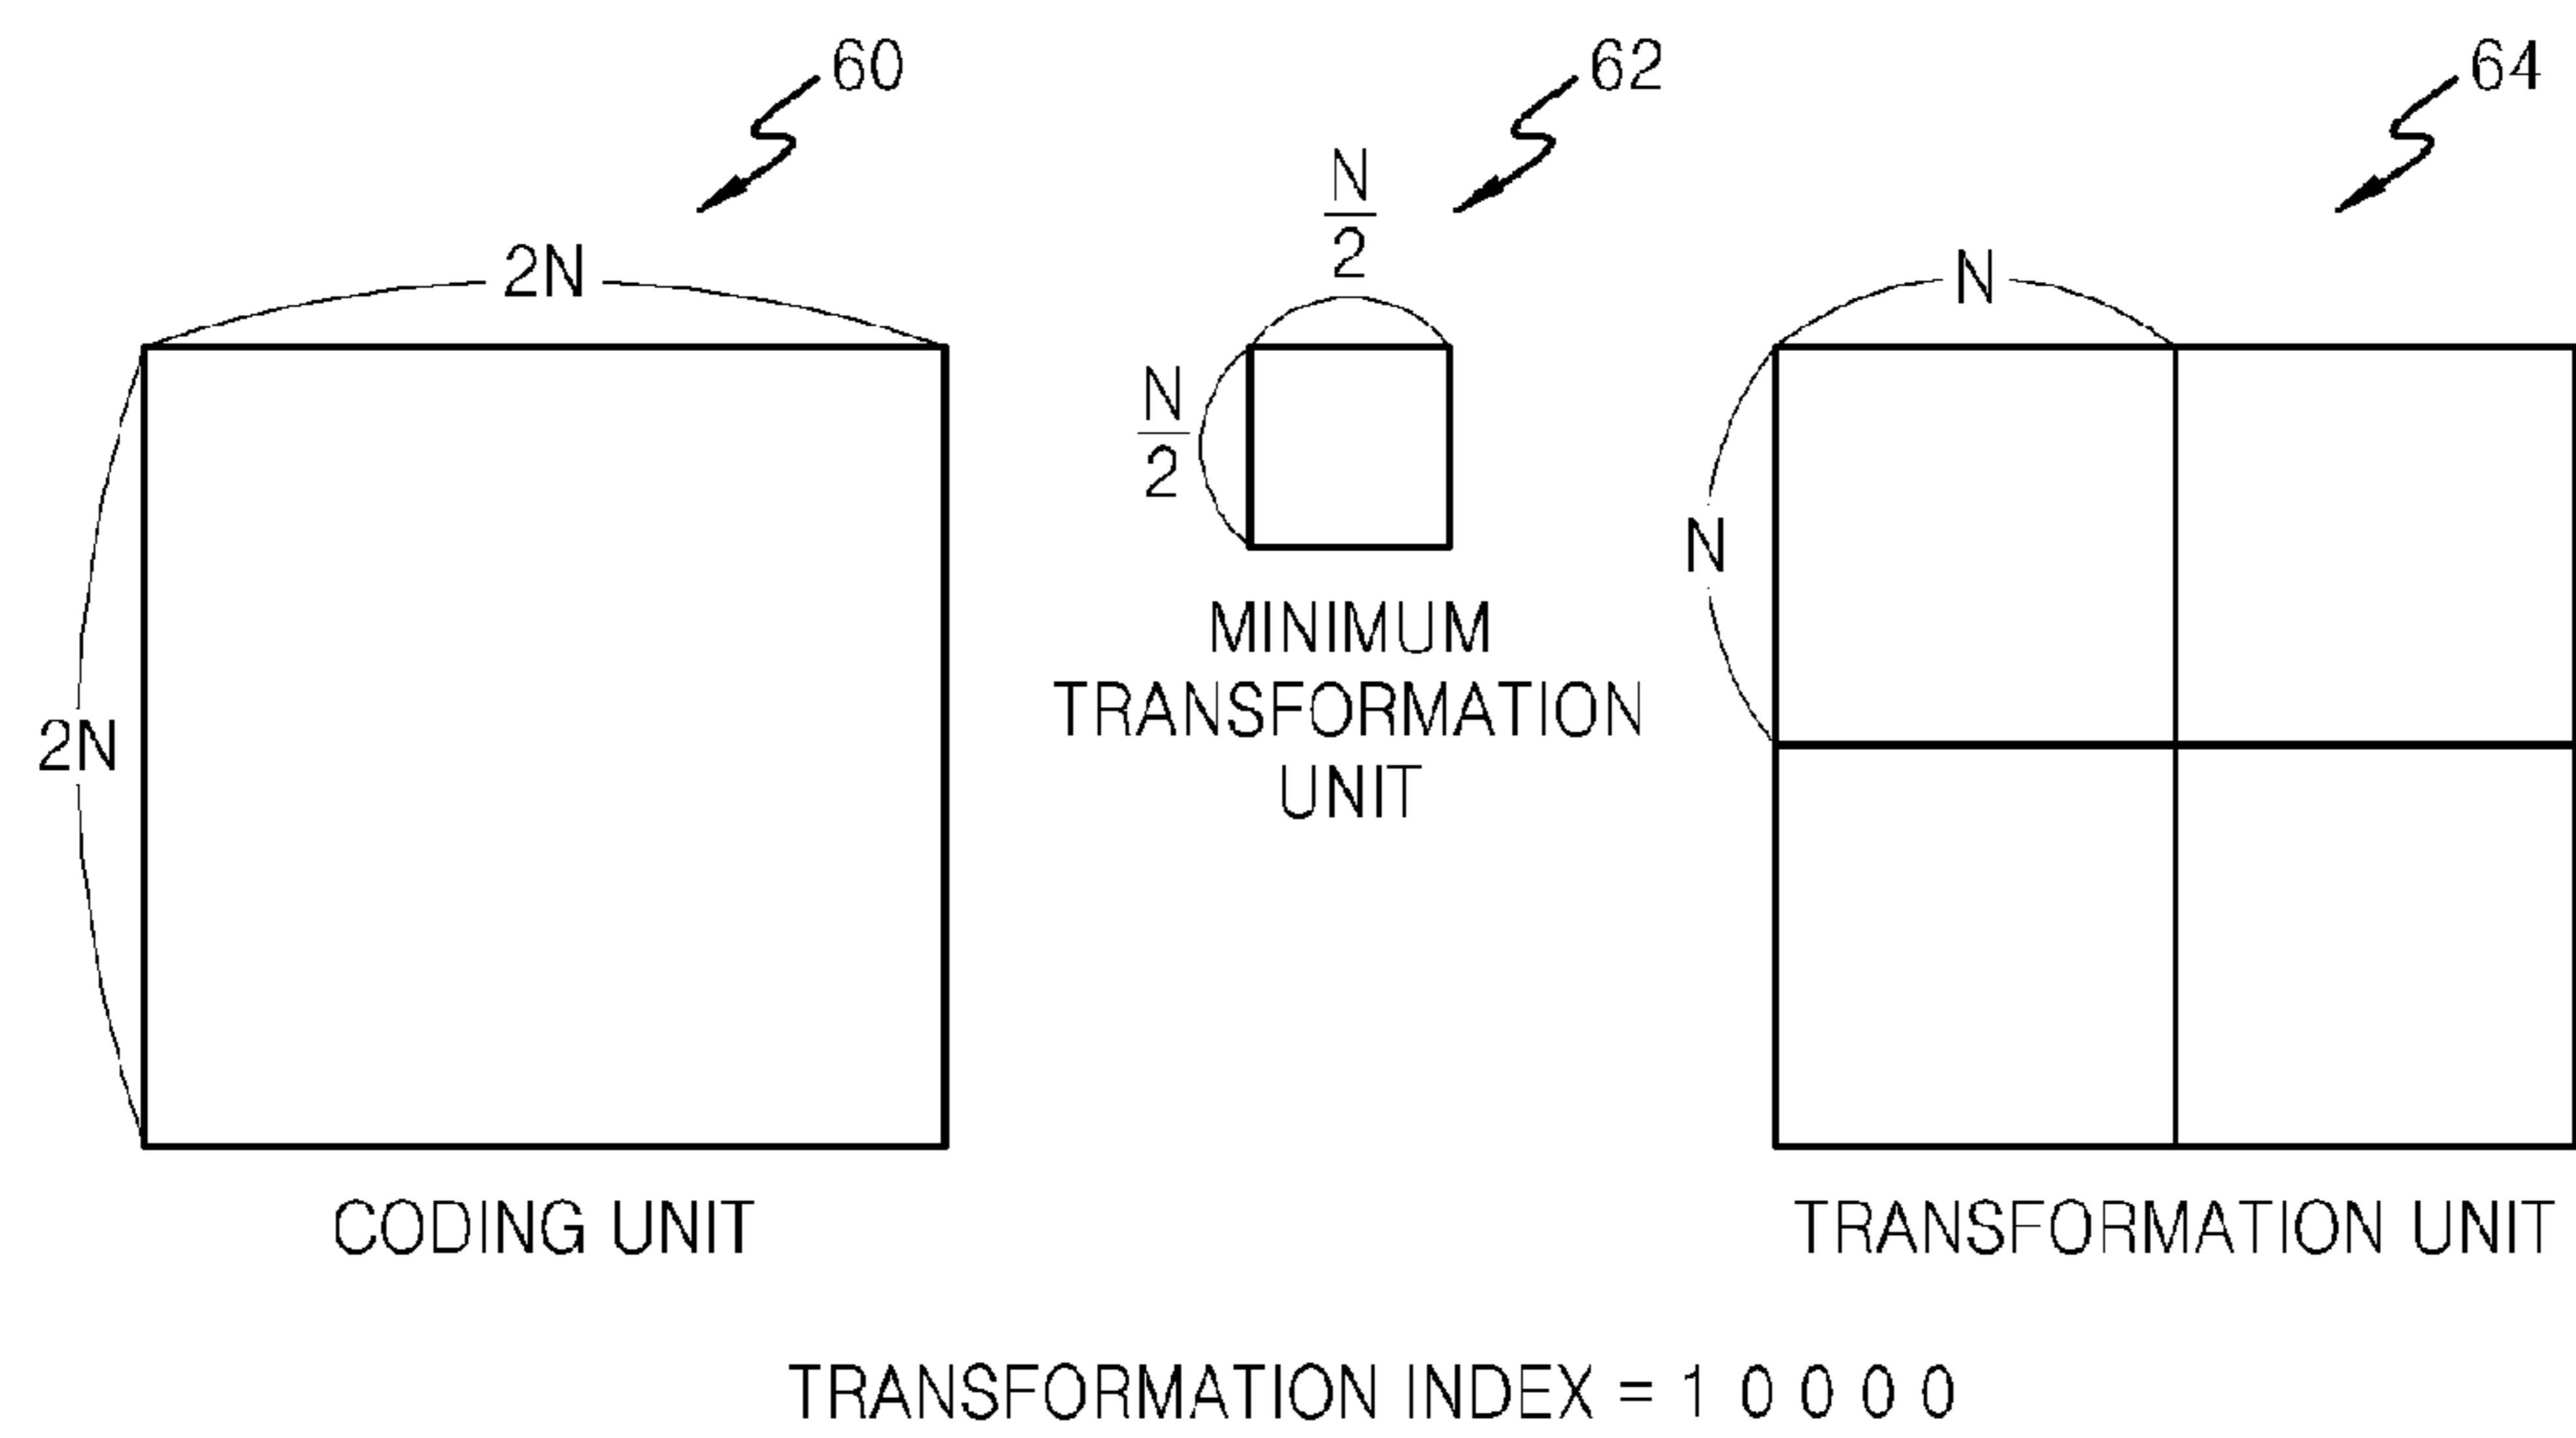 60
2N
2N
CODING UNIT
62
N
2
N
2
MINIMUM
TRANSFORMATION
UNIT
64
N
N
TRANSFORMATION UNIT
TRANSFORMATION INDEX = 1 0 0 0 0